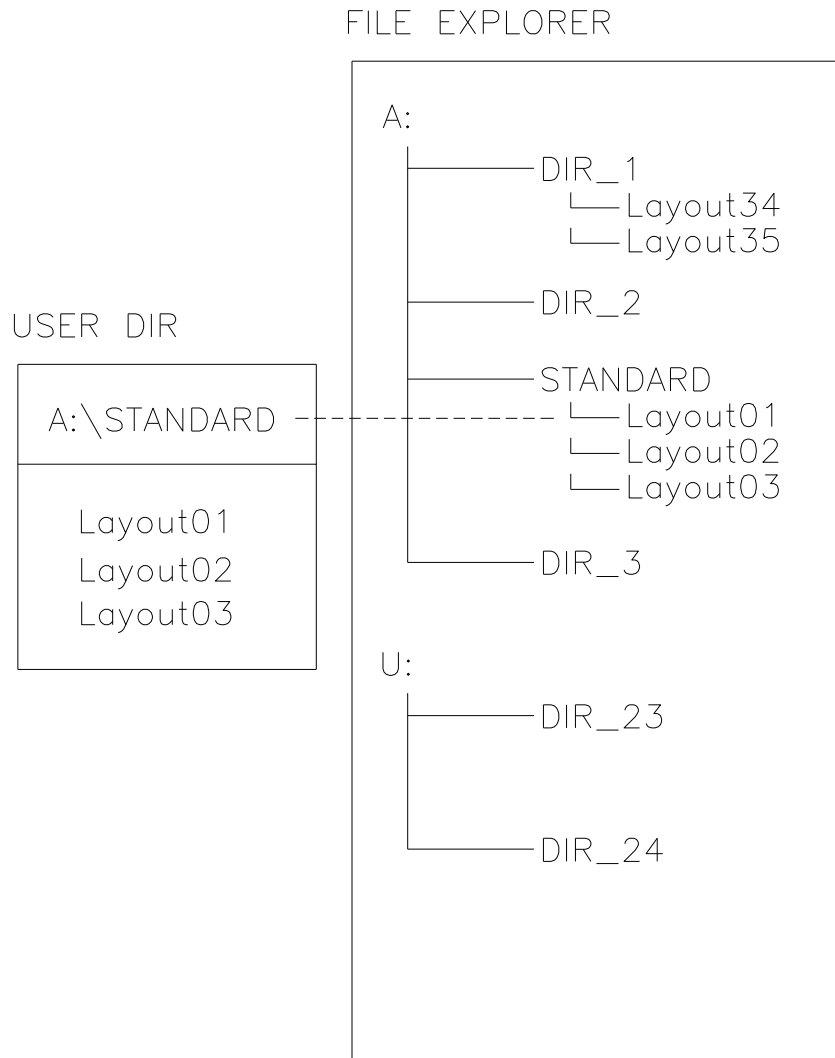 FILE EXPLORER
A:
DIR_1
Layout34
Layout35
DIR_2
STANDARD
Layout01
Layout02
Layout03
DIR_3
U:
DIR_23
DIR_24
USER DIR
A:\STANDARD
Layout01
Layout02
Layout03